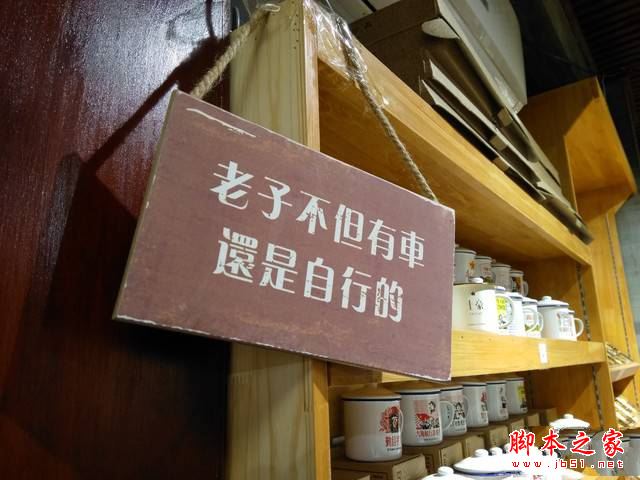 老子不但有車
還是自行的
脚本之家
www.jb51.net